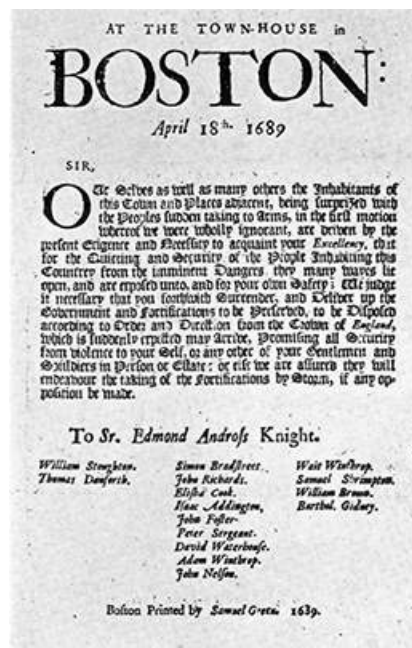 AT THE TOWN-HOUSE in
BOSTON:
April 18th. 1689
SIR,
OUr Selves as well as many others the Inhabitants of
this Town and Places adjacent, being surprized with
the Peoples sudden taking to Arms, in the first motion
whereof we were wholly ignorant, are driven by the
present Exigence and Necessity to acquaint your Excellency, that
for the Quieting and Security of the People Inhabiting this
Countrey from the imminent Dangers they many wayes lie
open, and are exposed unto, and for your own Safety; We judge
it necessary that you forthwith Surrender, and Deliver up the
Government and Fortifications to be Preserved, to be Disposed
according to Order and Direction from the Crown of England,
which is suddenly expected may Arrive, Promising all Security
from violence to your Self, or any other of your Gentlemen and
Souldiers in Person or Estate: or else we are assured they will
endeavour the taking of the Fortifications by Storm, if any op-
position be made.
To Sr. Edmond Andross Knight.
William Stoughton.
Thomas Danforth.
Simon Bradstreet.
John Richards.
Elisha Cook.
Isaac Addington,
John Foster.
Peter Sergeant.
David Waterhouse.
Adam Winthrop.
John Nelson.
Wait Winthrop.
Samuel Shrimpton.
William Brown.
Barthol. Gidney.
Boston Printed by Samuel Green. 1689.